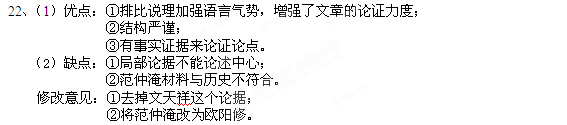 22、（1）优点：①排比说理加强语言气势，增强了文章的论证力度；
②结构严谨；
③有事实证据来论证论点。
（2）缺点：①局部论据不能论述中心；
②范仲淹材料与历史不符合。
修改意见：①去掉文天祥这个论据；
②将范仲淹改为欧阳修。